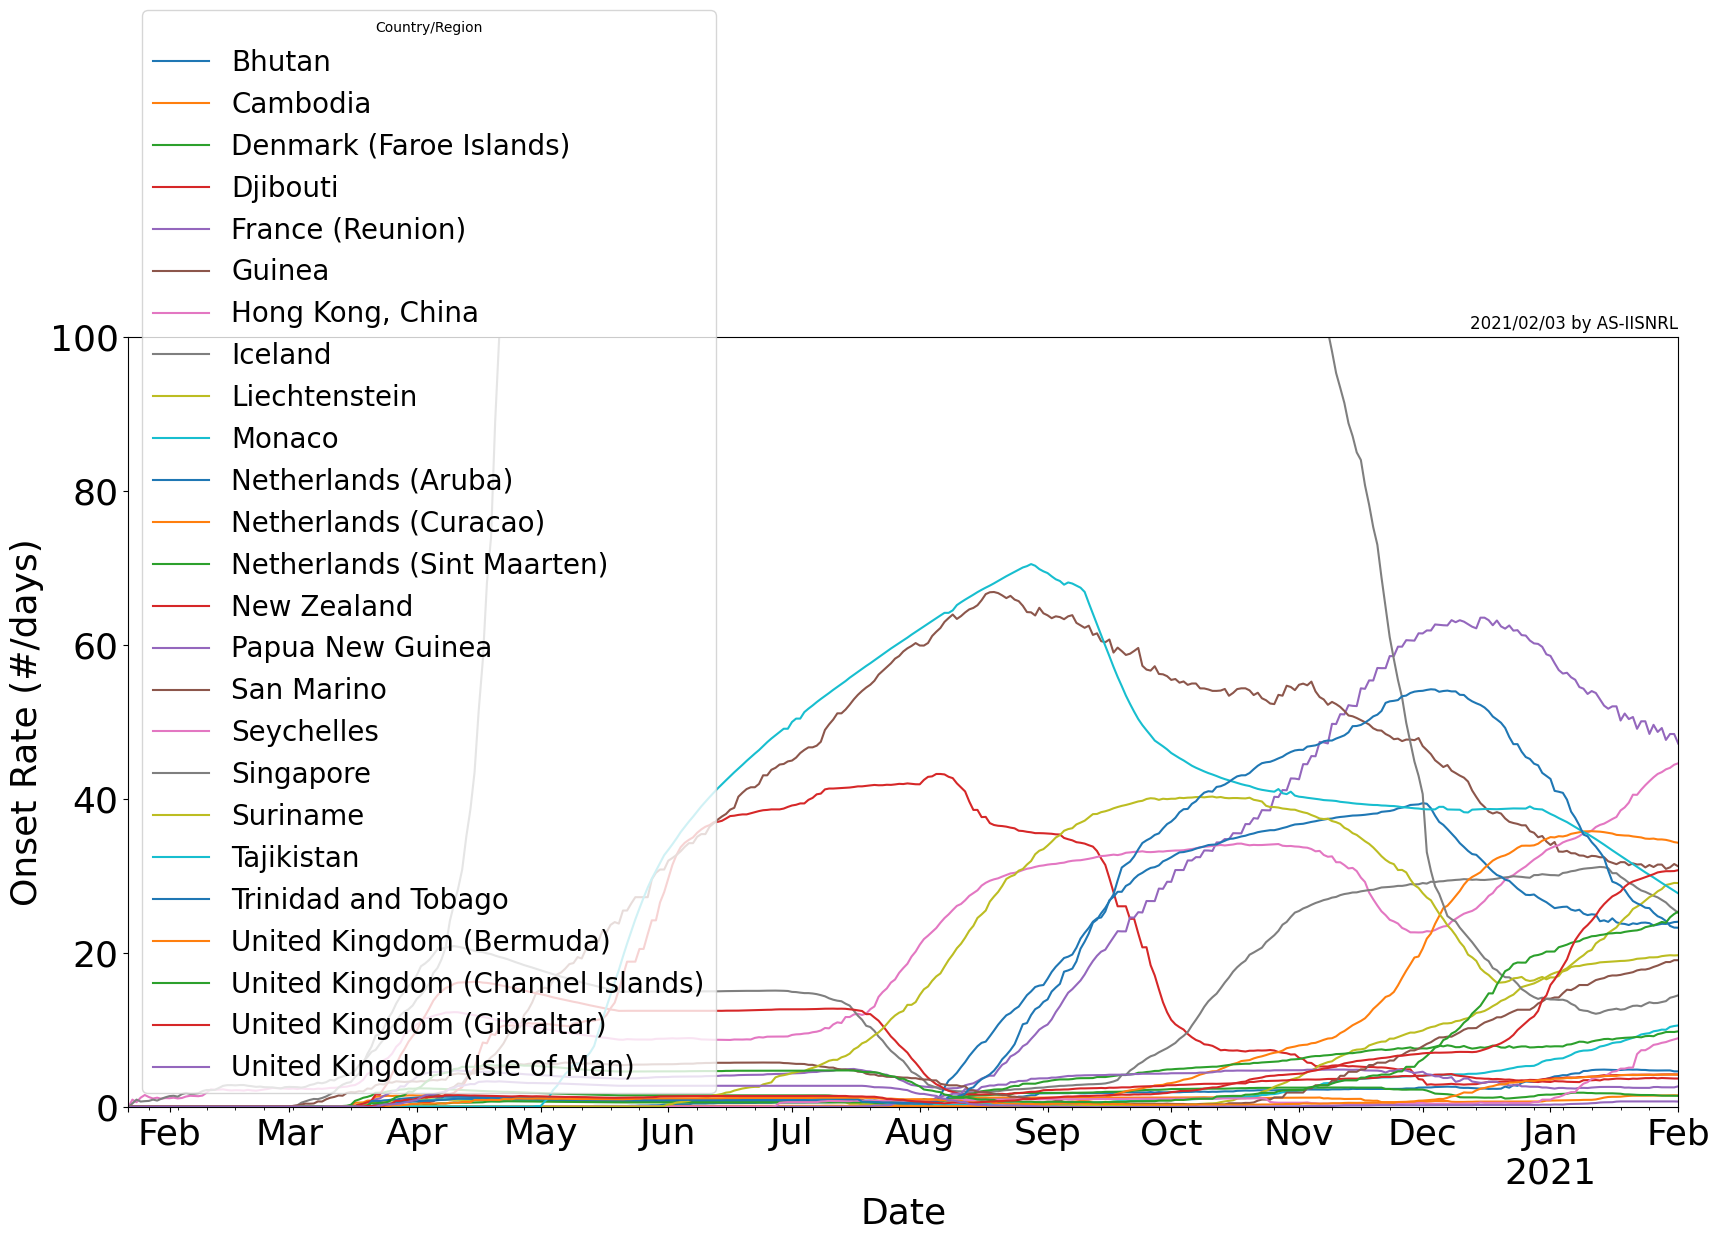 Country/Region
Bhutan
Cambodia
Denmark (Faroe Islands)
Djibouti
France (Reunion)
Guinea
Hong Kong, China
Iceland
Liechtenstein
Monaco
Netherlands (Aruba)
Netherlands (Curacao)
Netherlands (Sint Maarten)
New Zealand
Papua New Guinea
San Marino
Seychelles
Singapore
Suriname
Tajikistan
Trinidad and Tobago
United Kingdom (Bermuda)
United Kingdom (Channel Islands)
United Kingdom (Gibraltar)
United Kingdom (Isle of Man)
2021/02/03 by AS-IISNRL
100
80
60
40
20
0
Onset Rate (#/days)
Feb Mar Apr May Jun Jul Aug Sep Oct Nov Dec Jan Feb
2021
Date